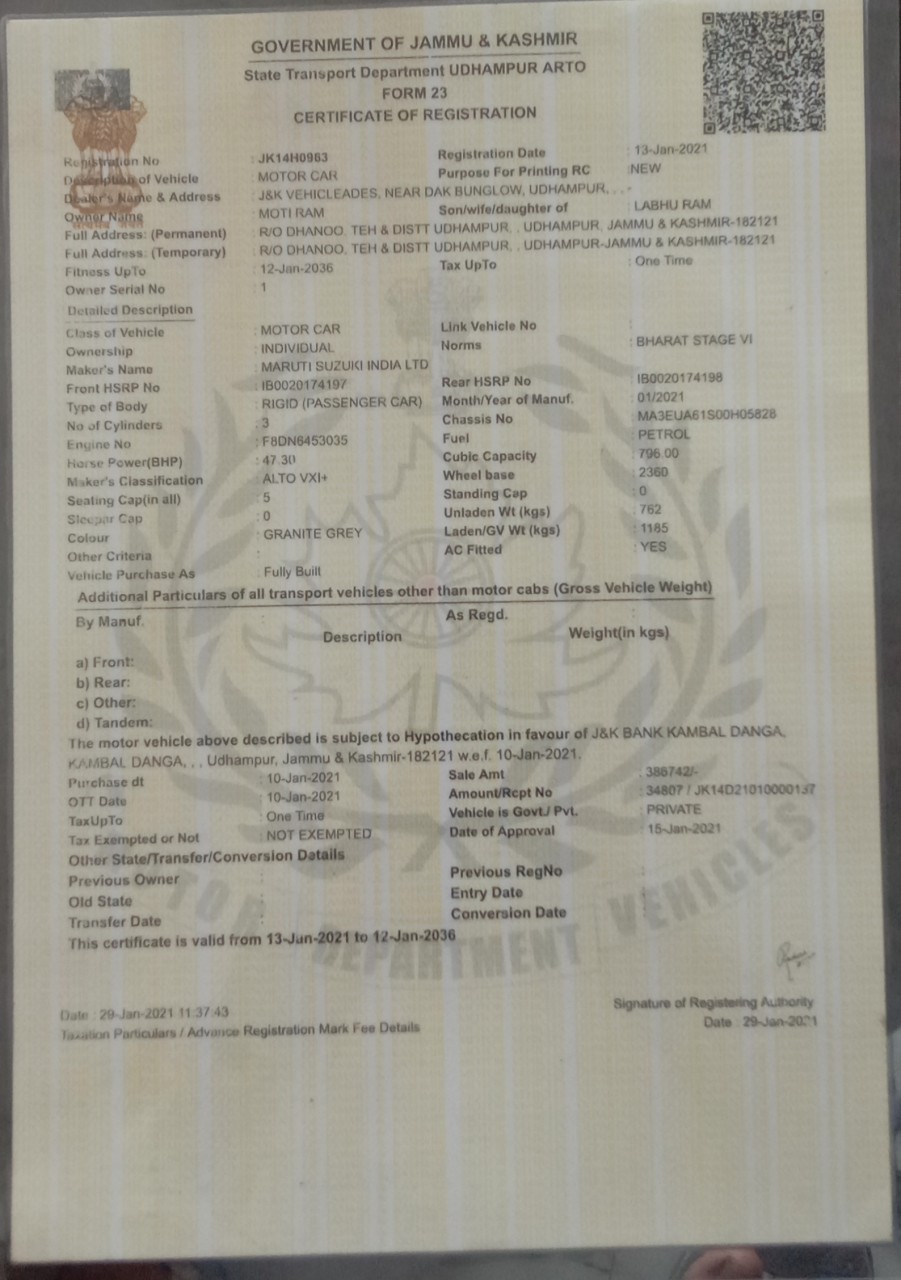 GOVERNMENT OF JAMMU & KASHMIR
State Transport Department UDHAMPUR ARTO
FORM 23
CERTIFICATE OF REGISTRATION
Registration No : JK14H0963 Registration Date : 13-Jan-2021
Description of Vehicle : MOTOR CAR Purpose For Printing RC :NEW
Dealer's Name & Address : J&K VEHICLEADES, NEAR DAK BUNGLOW, UDHAMPUR, , , -
Owner Name : MOTI RAM Son/wife/daughter of : LABHU RAM
Full Address: (Permanent) : R/O DHANOO, TEH & DISTT UDHAMPUR, , UDHAMPUR, JAMMU & KASHMIR-182121
Full Address: (Temporary) : R/O DHANOO, TEH & DISTT UDHAMPUR, , UDHAMPUR-JAMMU & KASHMIR-182121
Fitness UpTo : 12-Jan-2036 Tax UpTo : One Time
Owner Serial No : 1
Detailed Description
Class of Vehicle : MOTOR CAR Link Vehicle No :
Ownership : INDIVIDUAL Norms : BHARAT STAGE VI
Maker's Name : MARUTI SUZUKI INDIA LTD
Front HSRP No : IB0020174197 Rear HSRP No : IB0020174198
Type of Body : RIGID (PASSENGER CAR) Month/Year of Manuf. : 01/2021
No of Cylinders : 3 Chassis No : MA3EUA61S00H05828
Engine No : F8DN6453035 Fuel : PETROL
Horse Power(BHP) : 47.30 Cubic Capacity : 796.00
Maker's Classification : ALTO VXI+ Wheel base : 2360
Seating Cap(in all) : 5 Standing Cap : 0
Sleeper Cap : 0 Unladen Wt (kgs) : 762
Colour : GRANITE GREY Laden/GV Wt (kgs) : 1185
Other Criteria : AC Fitted : YES
Vehicle Purchase As : Fully Built
Additional Particulars of all transport vehicles other than motor cabs (Gross Vehicle Weight)
By Manuf. : As Regd. :
Description Weight(in kgs)
a) Front:
b) Rear:
c) Other:
d) Tandem:
The motor vehicle above described is subject to Hypothecation in favour of J&K BANK KAMBAL DANGA,
KAMBAL DANGA, , , Udhampur, Jammu & Kashmir-182121 w.e.f. 10-Jan-2021.
Purchase dt : 10-Jan-2021 Sale Amt : 386742/-
OTT Date : 10-Jan-2021 Amount/Rcpt No : 34807 / JK14D21010000137
TaxUpTo : One Time Vehicle is Govt./ Pvt. : PRIVATE
Tax Exempted or Not : NOT EXEMPTED Date of Approval : 15-Jan-2021
Other State/Transfer/Conversion Details
Previous Owner : Previous RegNo :
Old State : Entry Date :
Transfer Date : Conversion Date :
This certificate is valid from 13-Jan-2021 to 12-Jan-2036
DEPARTMENT VEHICLES
Date : 29-Jan-2021 11:37:43 Signature of Registering Authority
Taxation Particulars / Advance Registration Mark Fee Details Date : 29-Jan-2021